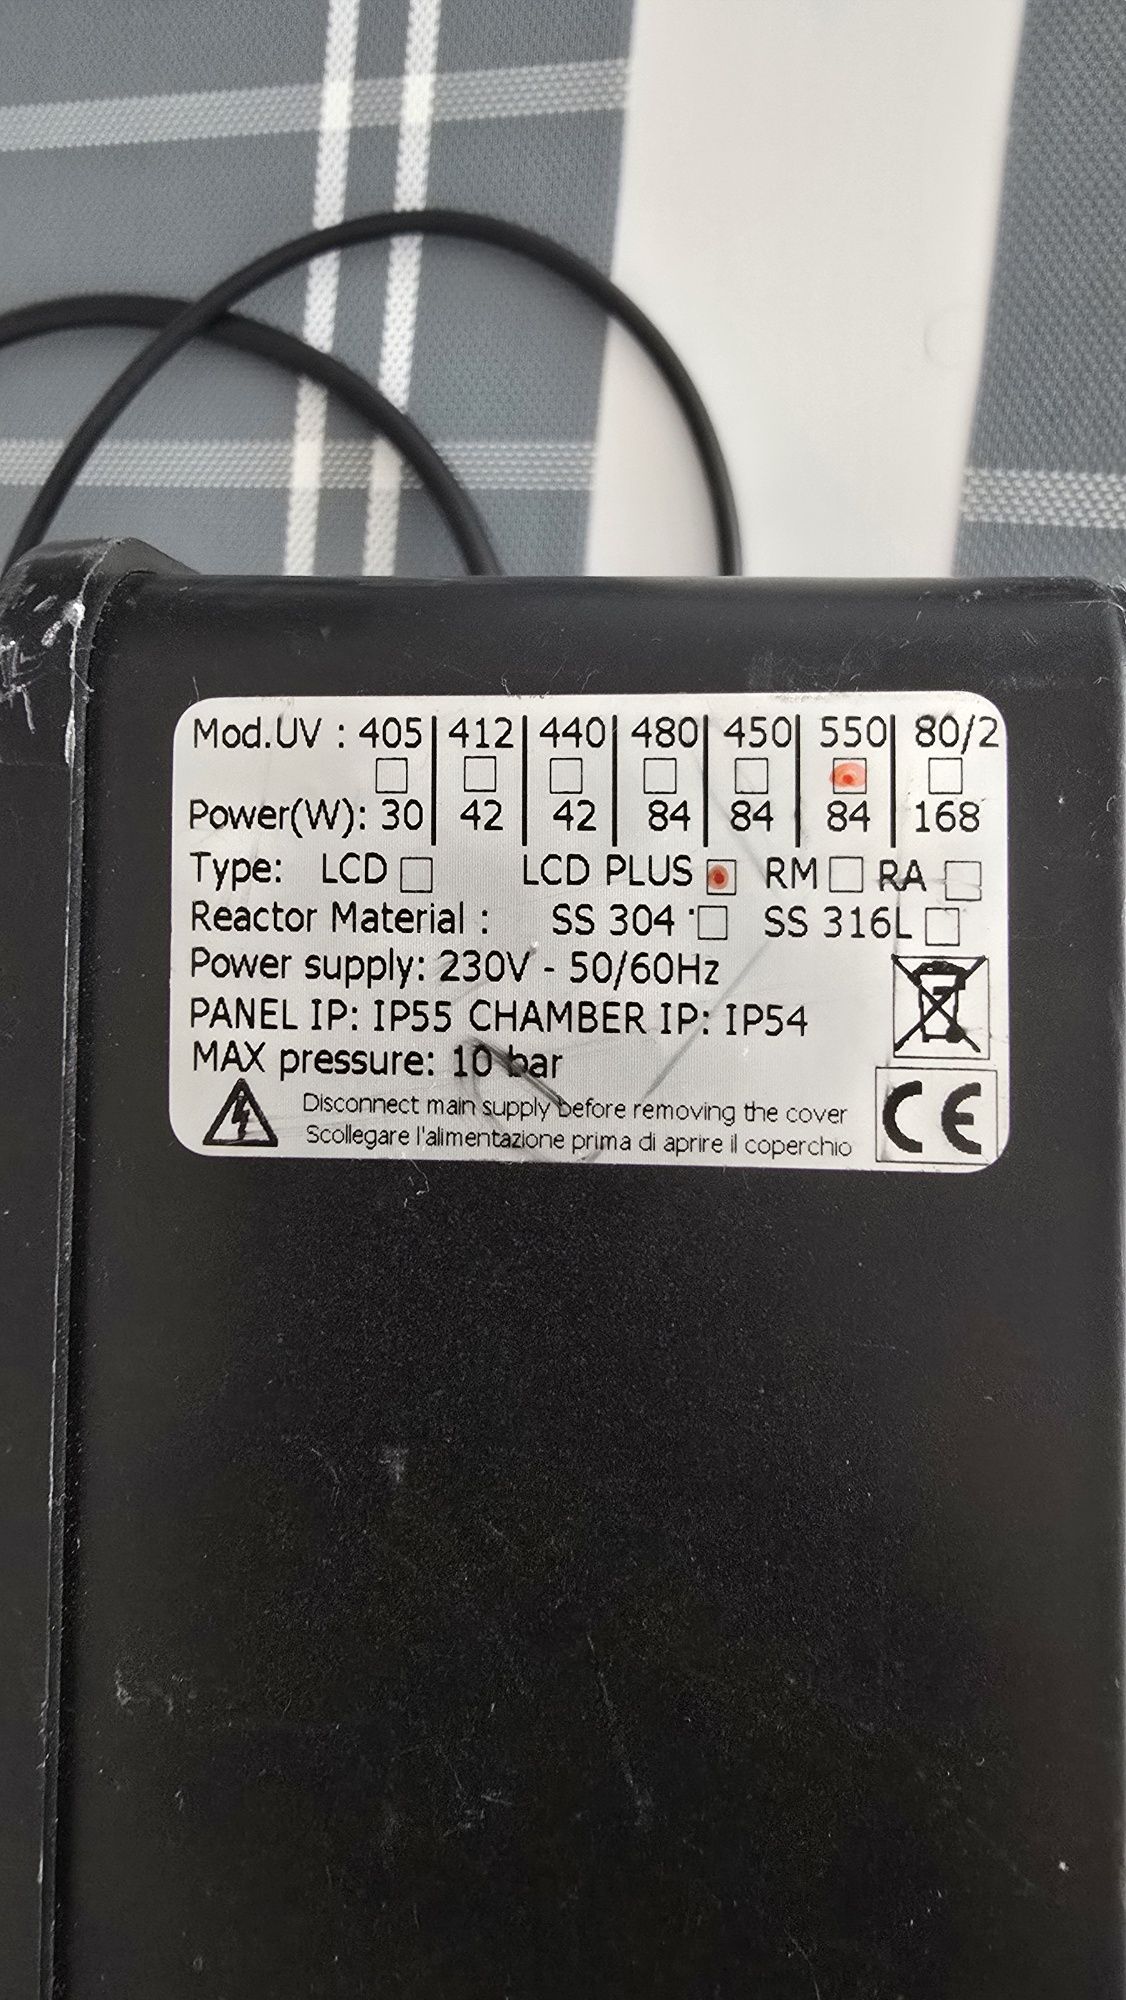 Mod.UV : 405| 412| 440| 480| 450| 550| 80/2
Power(W): 30| 42 | 42 | 84 | 84 | 84 | 168
Type: LCD ☐ LCD PLUS ☐ RM ☐ RA ☐
Reactor Material : SS 304 ☐ SS 316L ☐
Power supply: 230V - 50/60Hz
PANEL IP: IP55 CHAMBER IP: IP54
MAX pressure: 10 bar
Disconnect main supply before removing the cover
Scollegare l'alimentazione prima di aprire il coperchio
CE